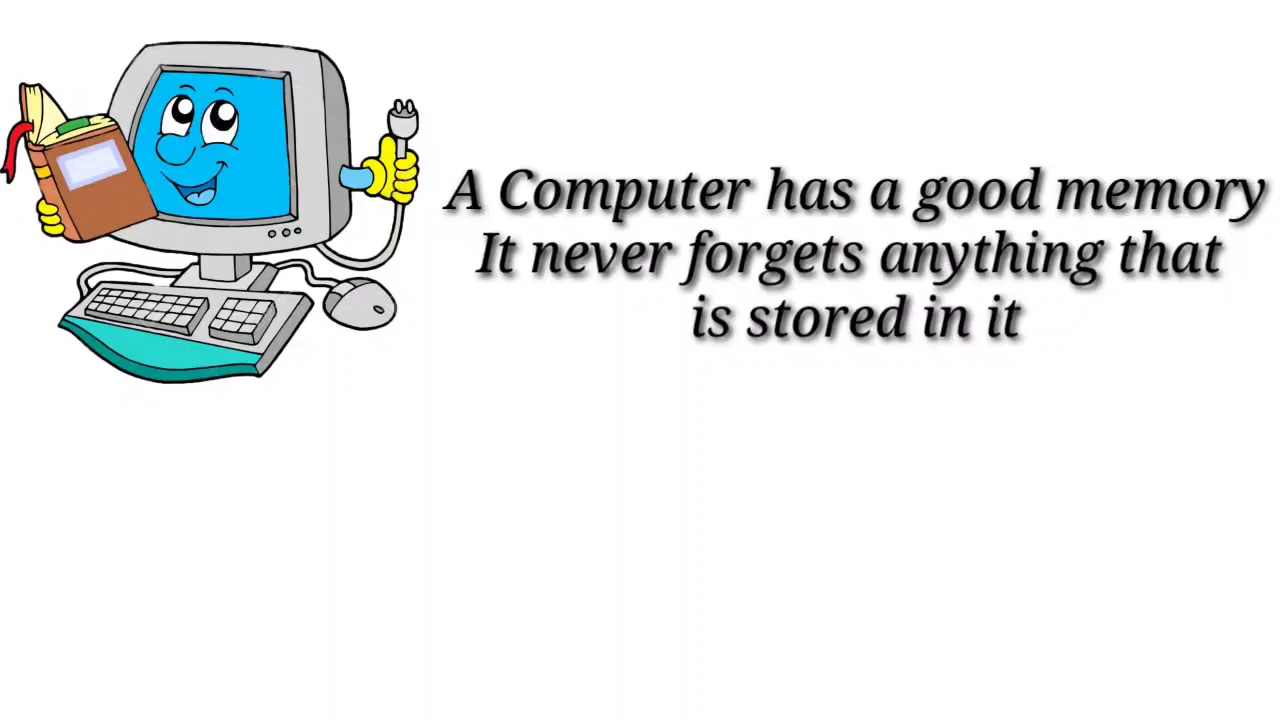 A Computer has a good memory
It never forgets anything that
is stored in it